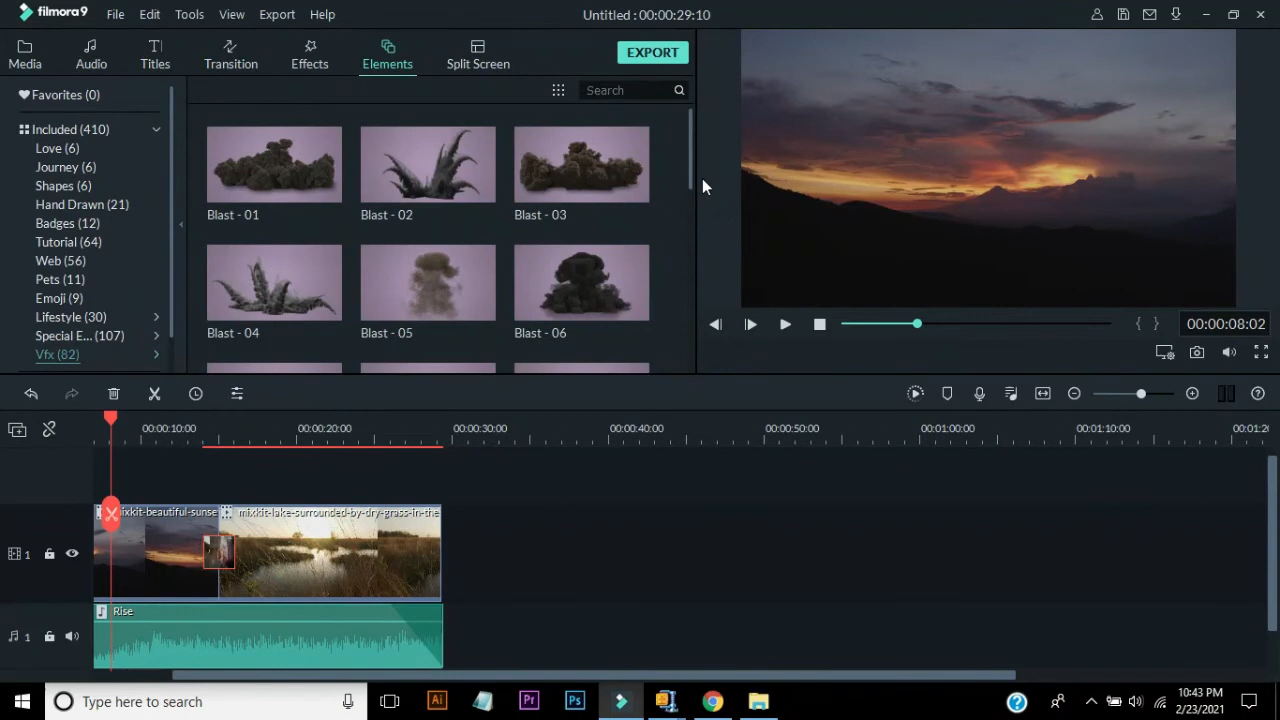 filmora9 File Edit Tools View Export Help Untitled : 00:00:29:10
Media Audio Titles Transition Effects Elements Split Screen EXPORT
Favorites (0)
Included (410)
Love (6)
Journey (6)
Shapes (6)
Hand Drawn (21)
Badges (12)
Tutorial (64)
Web (56)
Pets (11)
Emoji (9)
Lifestyle (30)
Special E... (107)
Vfx (82)
Search
Blast - 01 Blast - 02 Blast - 03
Blast - 04 Blast - 05 Blast - 06
00:00:08:02
00:00:10:00 00:00:20:00 00:00:30:00 00:00:40:00 00:00:50:00 00:01:00:00 00:01:10:00 00:01:2
mixkit-beautiful-sunse mixkit-lake-surrounded-by-dry-grass-in-the
1
Rise
1
Type here to search
Ai Pr Ps
10:43 PM
2/23/2021